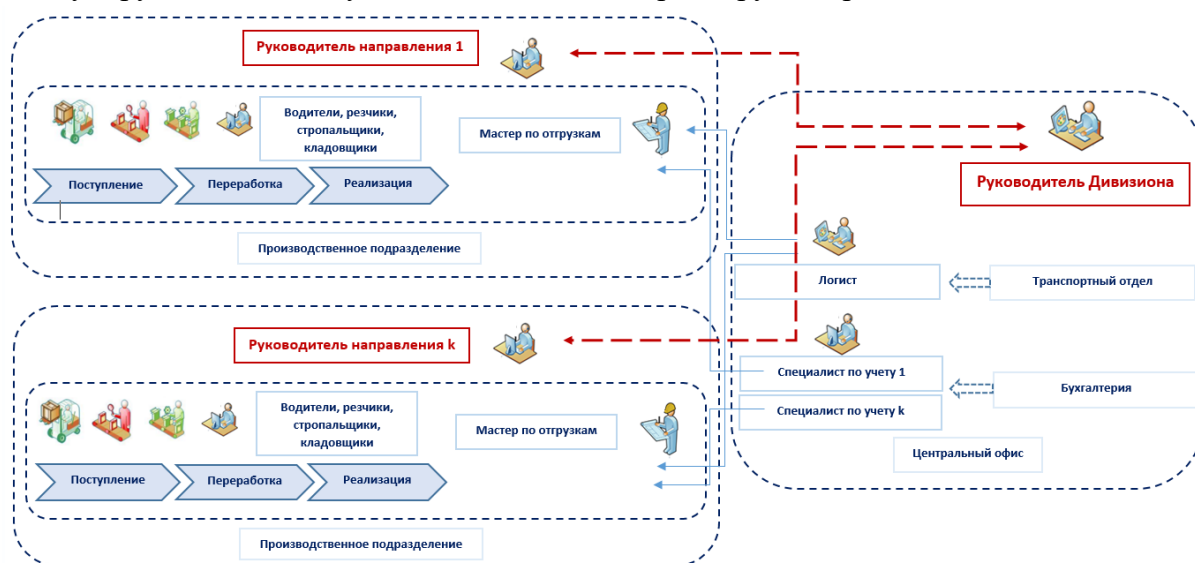 Руководитель направления 1
Водители, резчики,
стропальщики,
кладовщики
Мастер по отгрузкам
Поступление
Переработка
Реализация
Производственное подразделение
Руководитель Дивизиона
Логист
Транспортный отдел
Специалист по учету 1
Бухгалтерия
Специалист по учету k
Центральный офис
Руководитель направления k
Водители, резчики,
стропальщики,
кладовщики
Мастер по отгрузкам
Поступление
Переработка
Реализация
Производственное подразделение